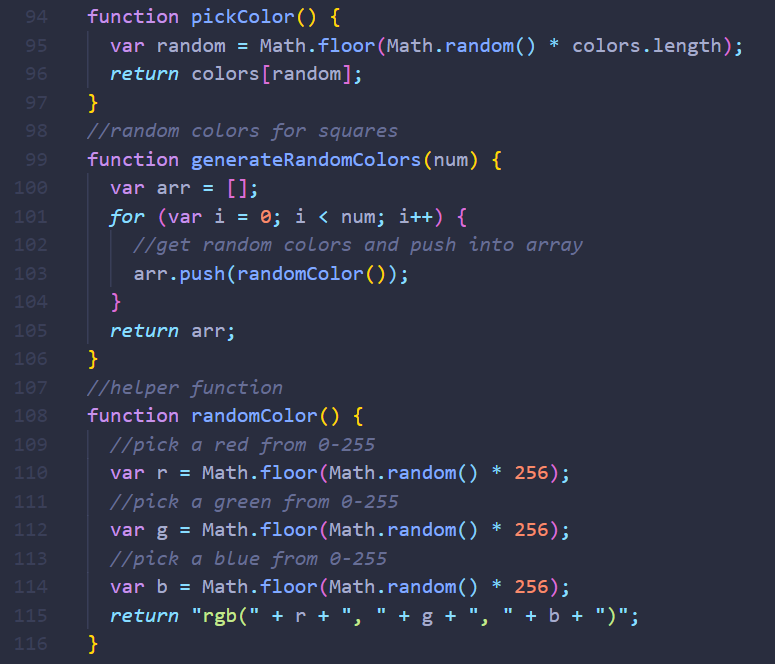 94 function pickColor() {
95 var random = Math.floor(Math.random() * colors.length);
96 return colors[random];
97 }
98 //random colors for squares
99 function generateRandomColors(num) {
100 var arr = [];
101 for (var i = 0; i < num; i++) {
102 //get random colors and push into array
103 arr.push(randomColor());
104 }
105 return arr;
106 }
107 //helper function
108 function randomColor() {
109 //pick a red from 0-255
110 var r = Math.floor(Math.random() * 256);
111 //pick a green from 0-255
112 var g = Math.floor(Math.random() * 256);
113 //pick a blue from 0-255
114 var b = Math.floor(Math.random() * 256);
115 return "rgb(" + r + ", " + g + ", " + b + ")";
116 }